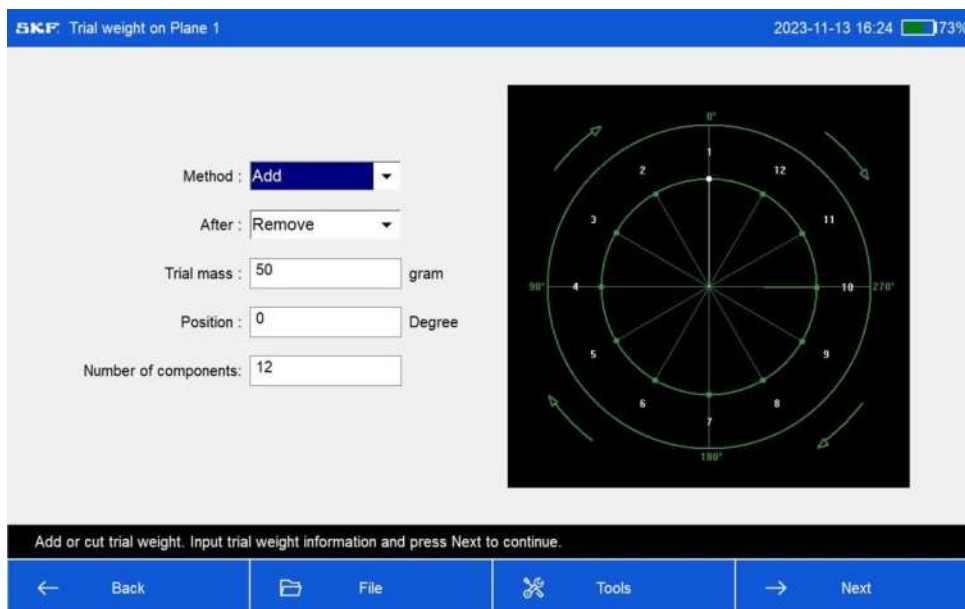 SKF. Trial weight on Plane 1 2023-11-13 16:24 73%
Method : Add
After : Remove
Trial mass : 50 gram
Position : 0 Degree
Number of components: 12
0°
1
2 12
3 11
90° 4 10 270°
5 9
6 8
7
180°
Add or cut trial weight. Input trial weight information and press Next to continue.
← Back File Tools → Next